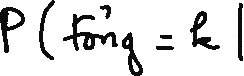 P ( tổng = k |